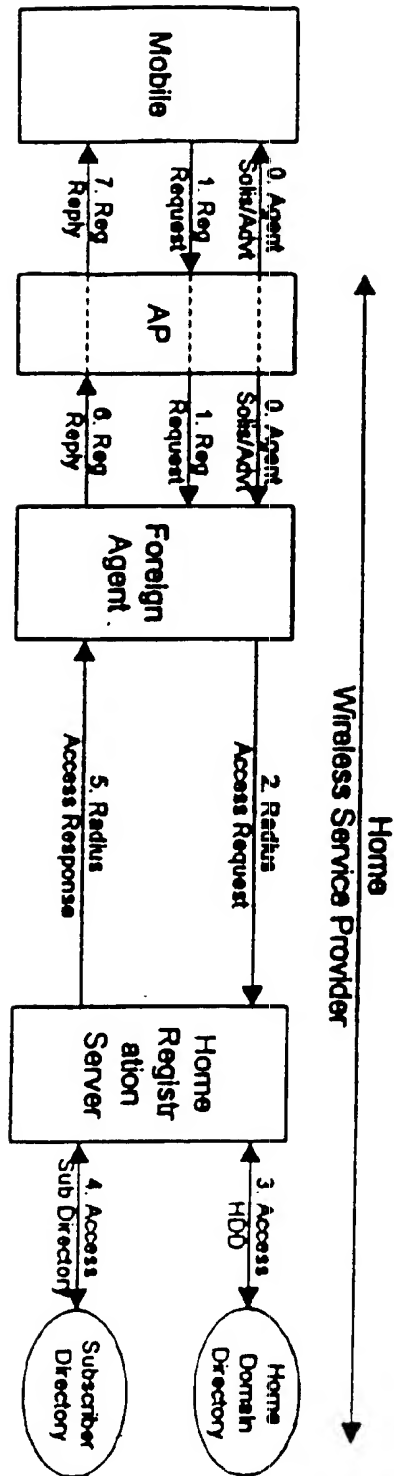 Home
Wireless Service Provider
Mobile
0. Agent
Solis/Advt
1. Reg
Request
7. Reg
Reply
AP
0. Agent
Solis/Advt
1. Reg
Request
6. Reg
Reply
Foreign
Agent
2. Radius
Access Request
5. Radius
Access Response
Home
Registr
ation
Server
3. Access
HDD
4. Access
Sub Directory
Home
Domain
Directory
Subscriber
Directory